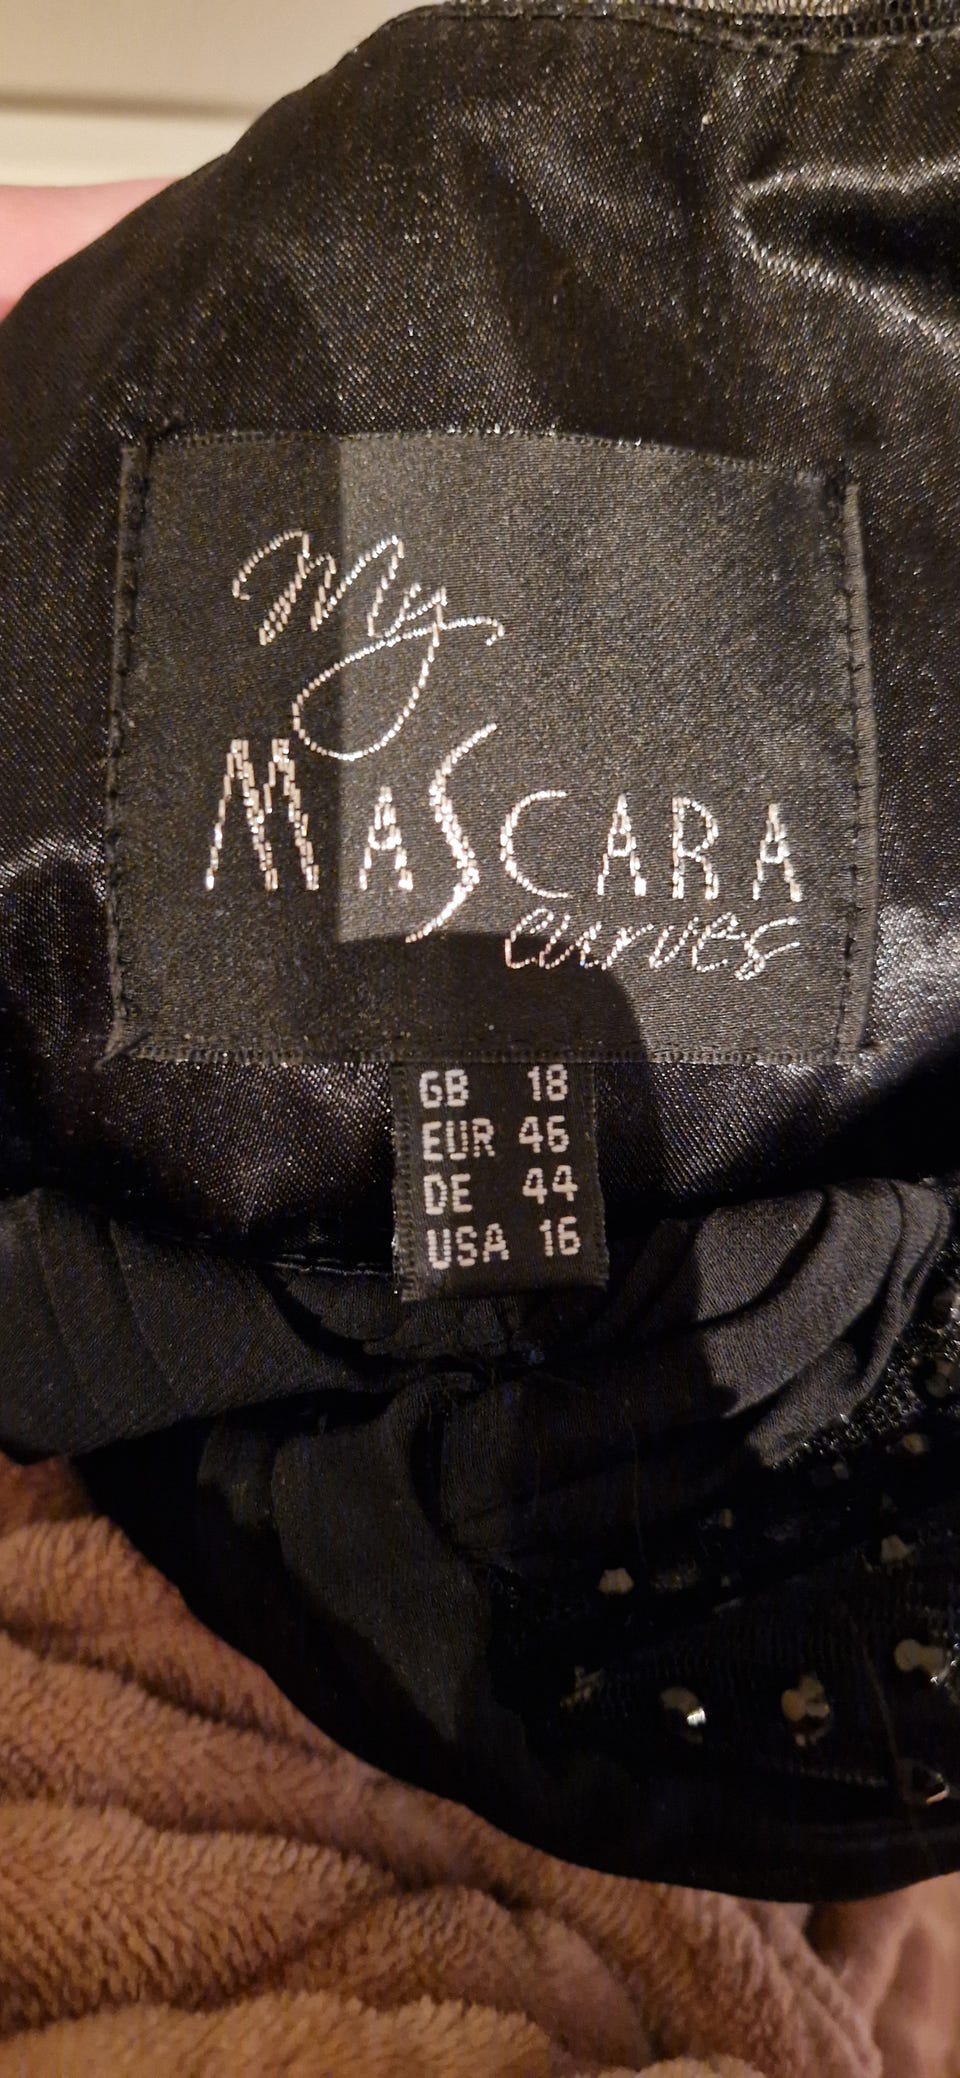 My
MASCARA
curves
GB 18
EUR 46
DE 44
USA 16